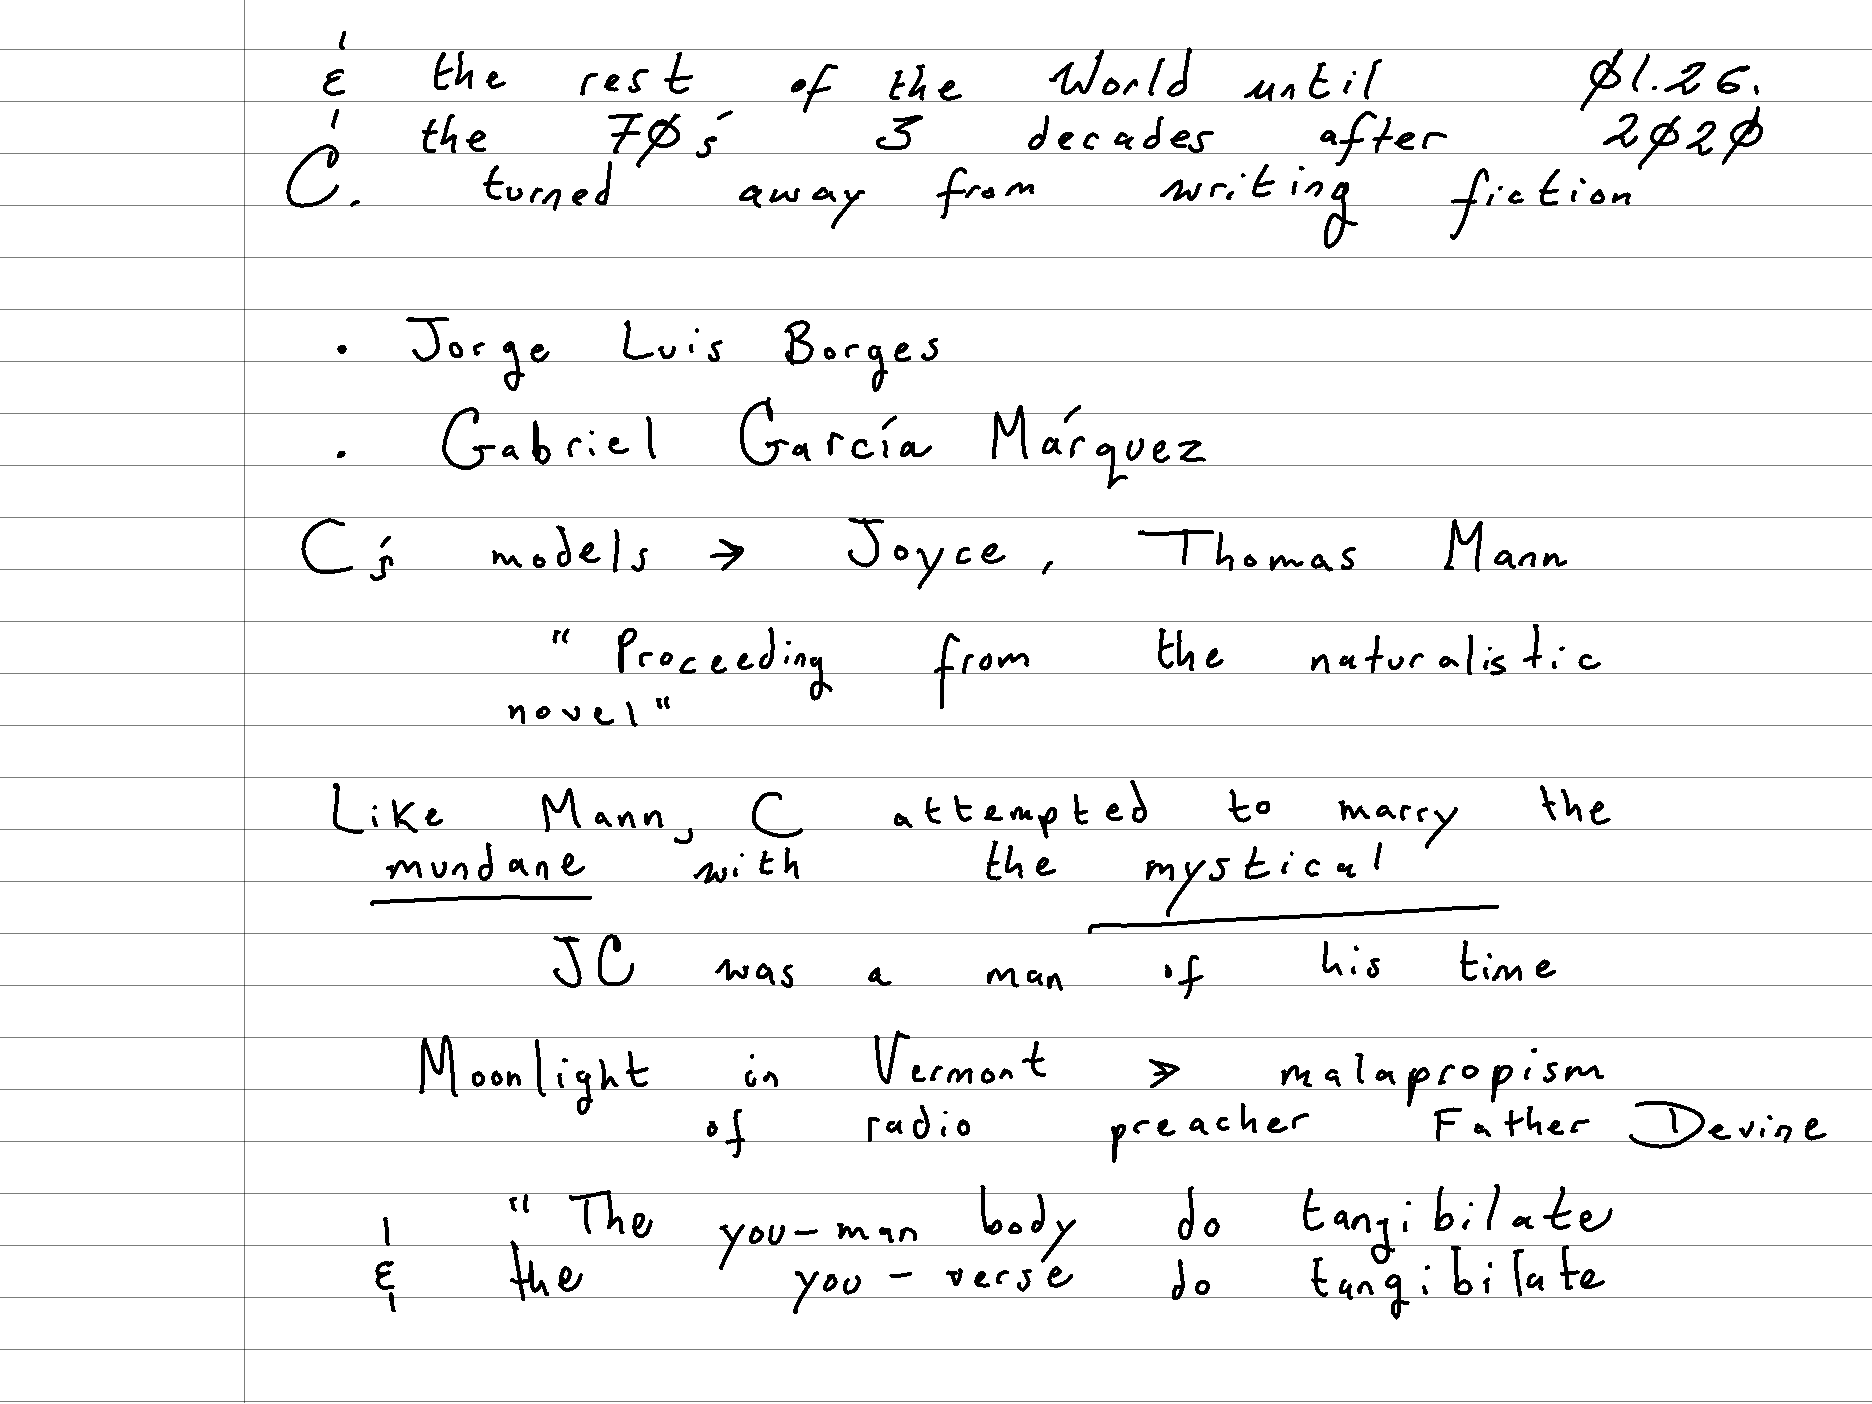 & the rest of the World until Ø1.26.
the 7Ø's 3 decades after 2Ø2Ø
C. turned away from writing fiction
· Jorge Luis Borges
· Gabriel García Márquez
C's models → Joyce, Thomas Mann
"Proceeding from the naturalistic
novel"
Like Mann, C attempted to marry the
mundane with the mystical
JC was a man of his time
Moonlight in Vermont > malapropism
of radio preacher Father Devine
"The you-man body do tangibilate
& the you-verse do tangibilate